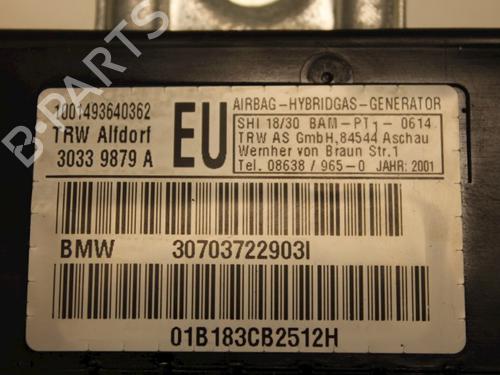 B-PARTS
1001493640362
TRW Alfdorf
3033 9879 A
EU
AIRBAG-HYBRIDGAS-GENERATOR
SHI 18/30 BAM-PT1-0614
TRW AS GmbH,84544 Aschau
Wernher von Braun Str.1
Tel. 08638/965-0 JAHR: 2001
BMW 30703722903I
01B183CB2512H